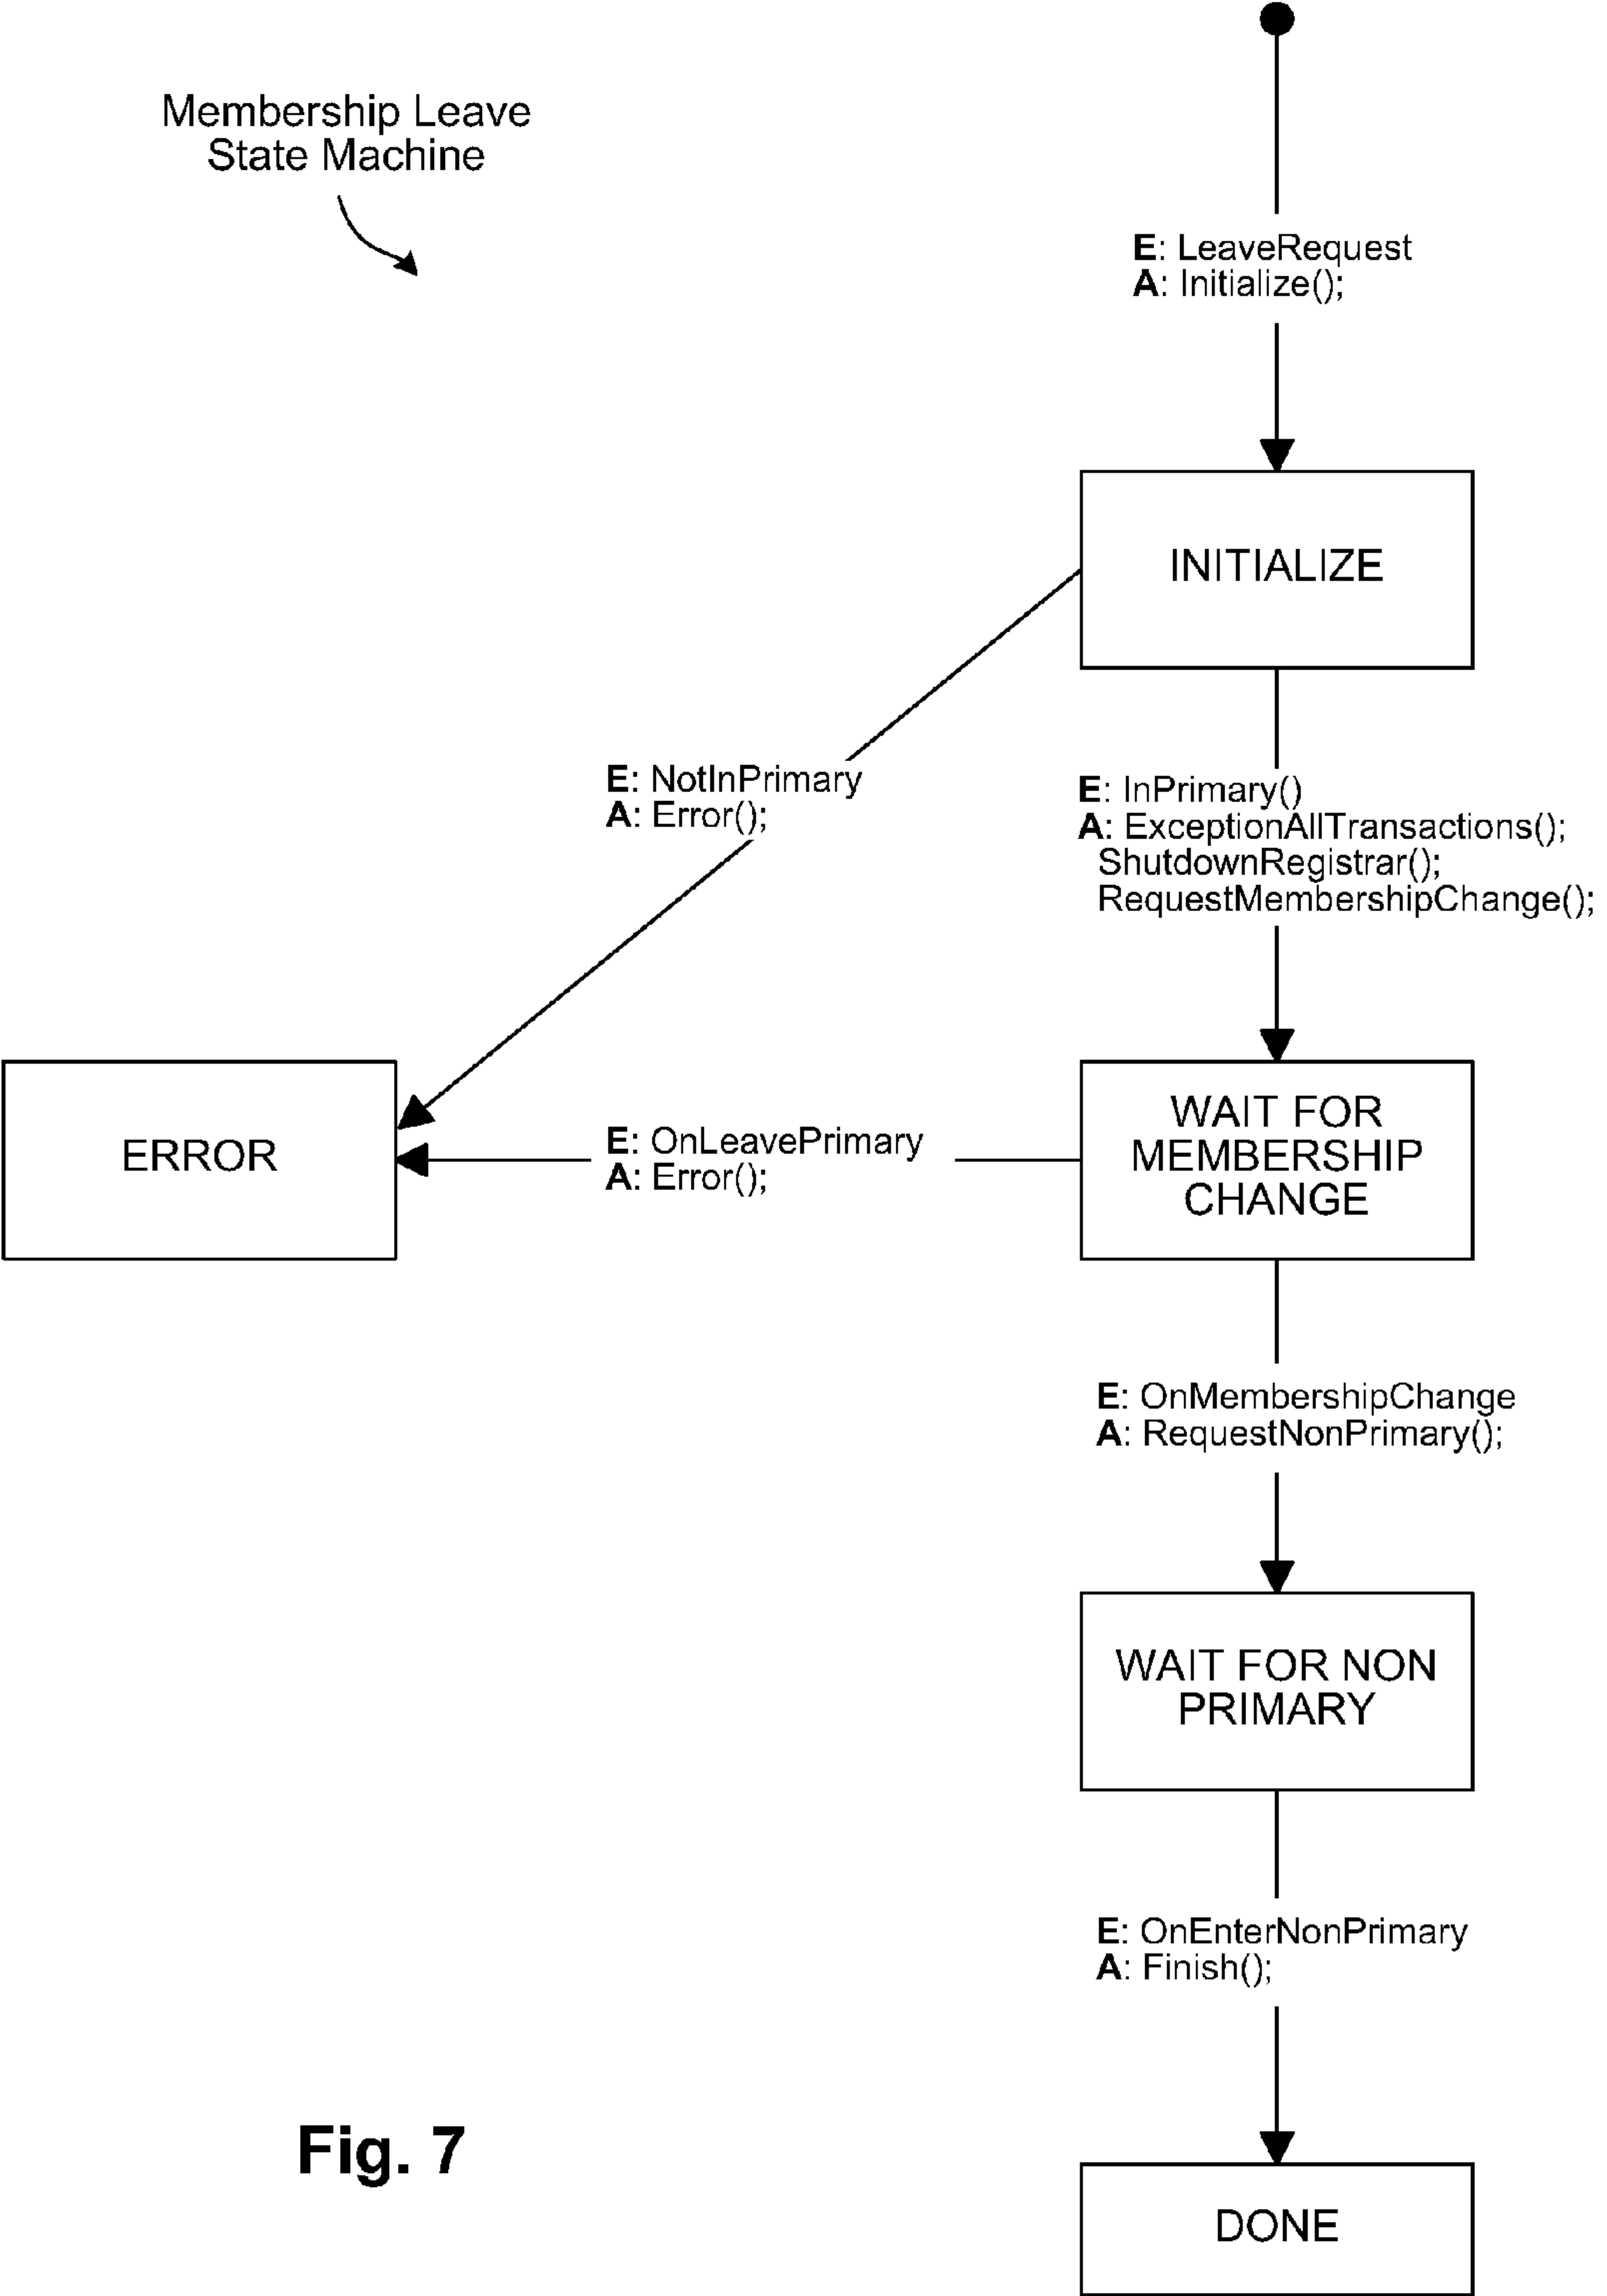 Membership Leave
State Machine
E: LeaveRequest
A: Initialize();
INITIALIZE
E: NotInPrimary
A: Error();
E: InPrimary()
A: ExceptionAllTransactions();
ShutdownRegistrar();
RequestMembershipChange();
ERROR
E: OnLeavePrimary
A: Error();
WAIT FOR
MEMBERSHIP
CHANGE
E: OnMembershipChange
A: RequestNonPrimary();
WAIT FOR NON
PRIMARY
E: OnEnterNonPrimary
A: Finish();
Fig. 7
DONE